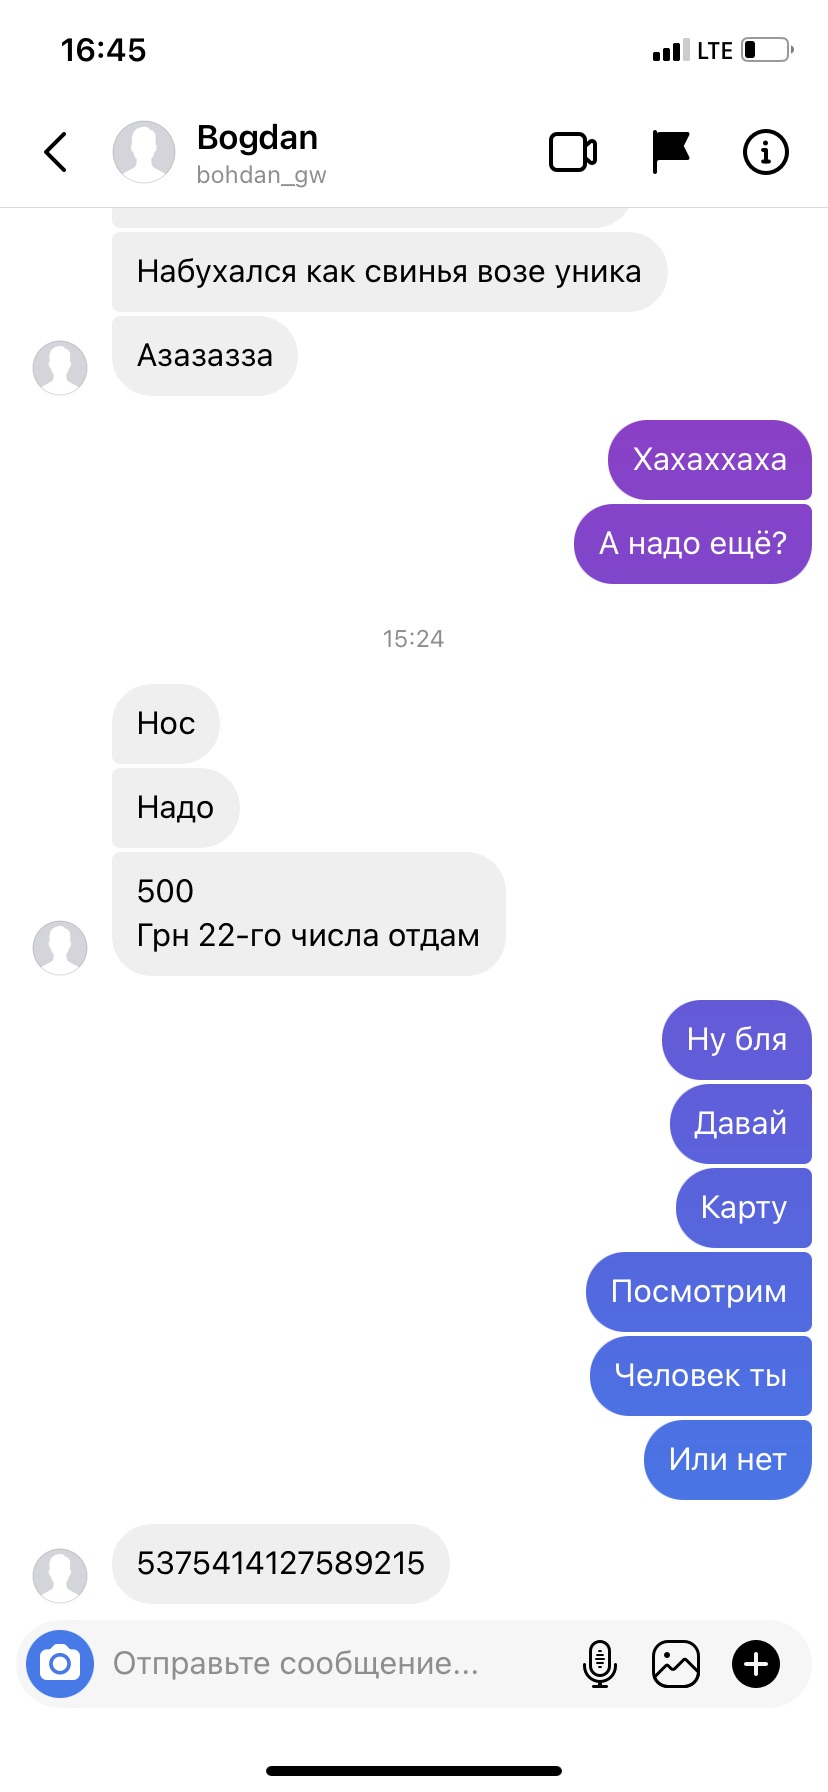 16:45
LTE
Bogdan
bohdan_gw
Набухался как свинья возе уника
Азазазза
Хахаххаха
А надо ещё?
15:24
Нос
Надо
500
Грн 22-го числа отдам
Ну бля
Давай
Карту
Посмотрим
Человек ты
Или нет
5375414127589215
Отправьте сообщение...